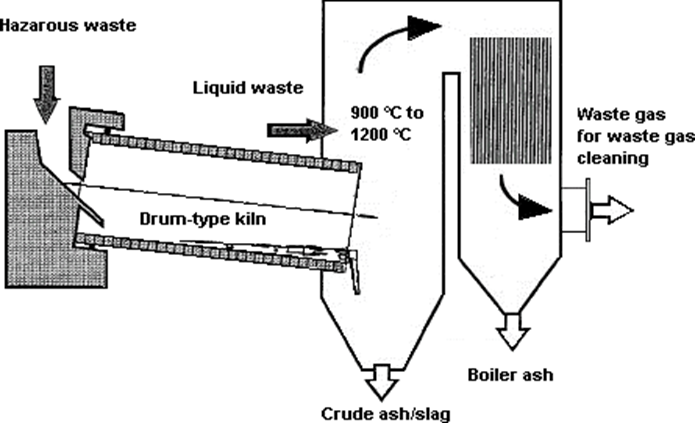 Hazarous waste
Liquid waste
900 °C to
1200 °C
Waste gas
for waste gas
cleaning
Drum-type kiln
Boiler ash
Crude ash/slag